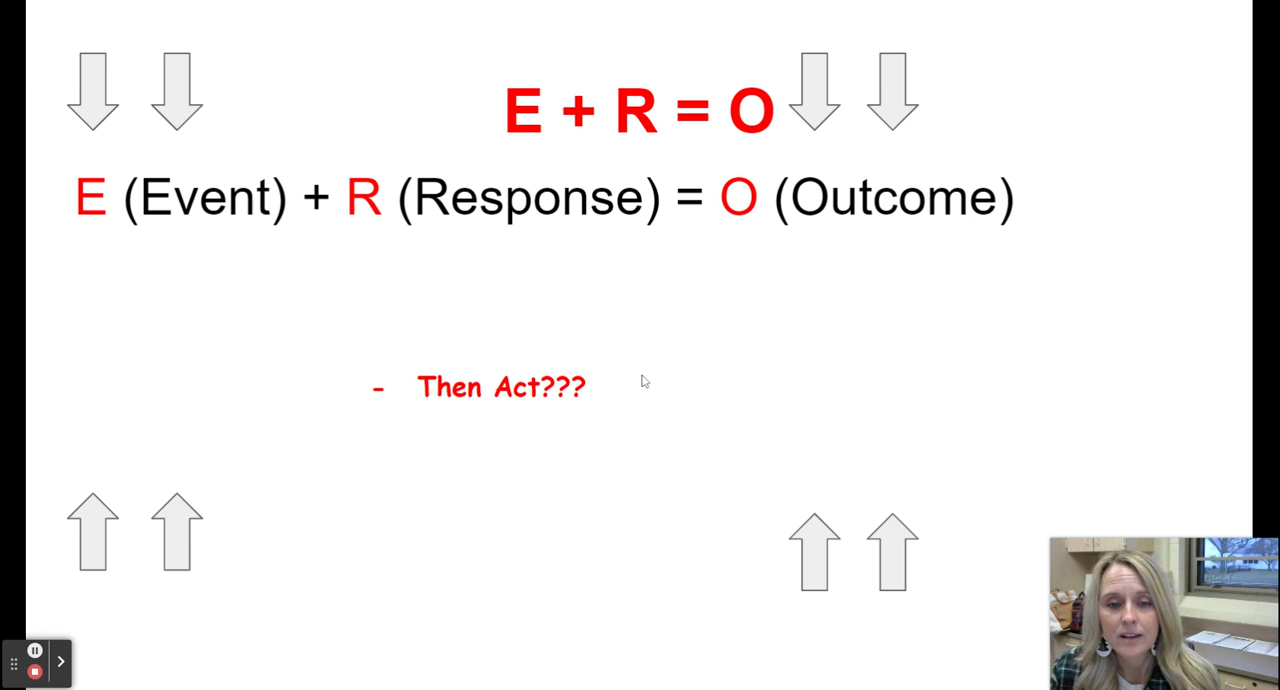 E + R = O
E (Event) + R (Response) = O (Outcome)
- Then Act???